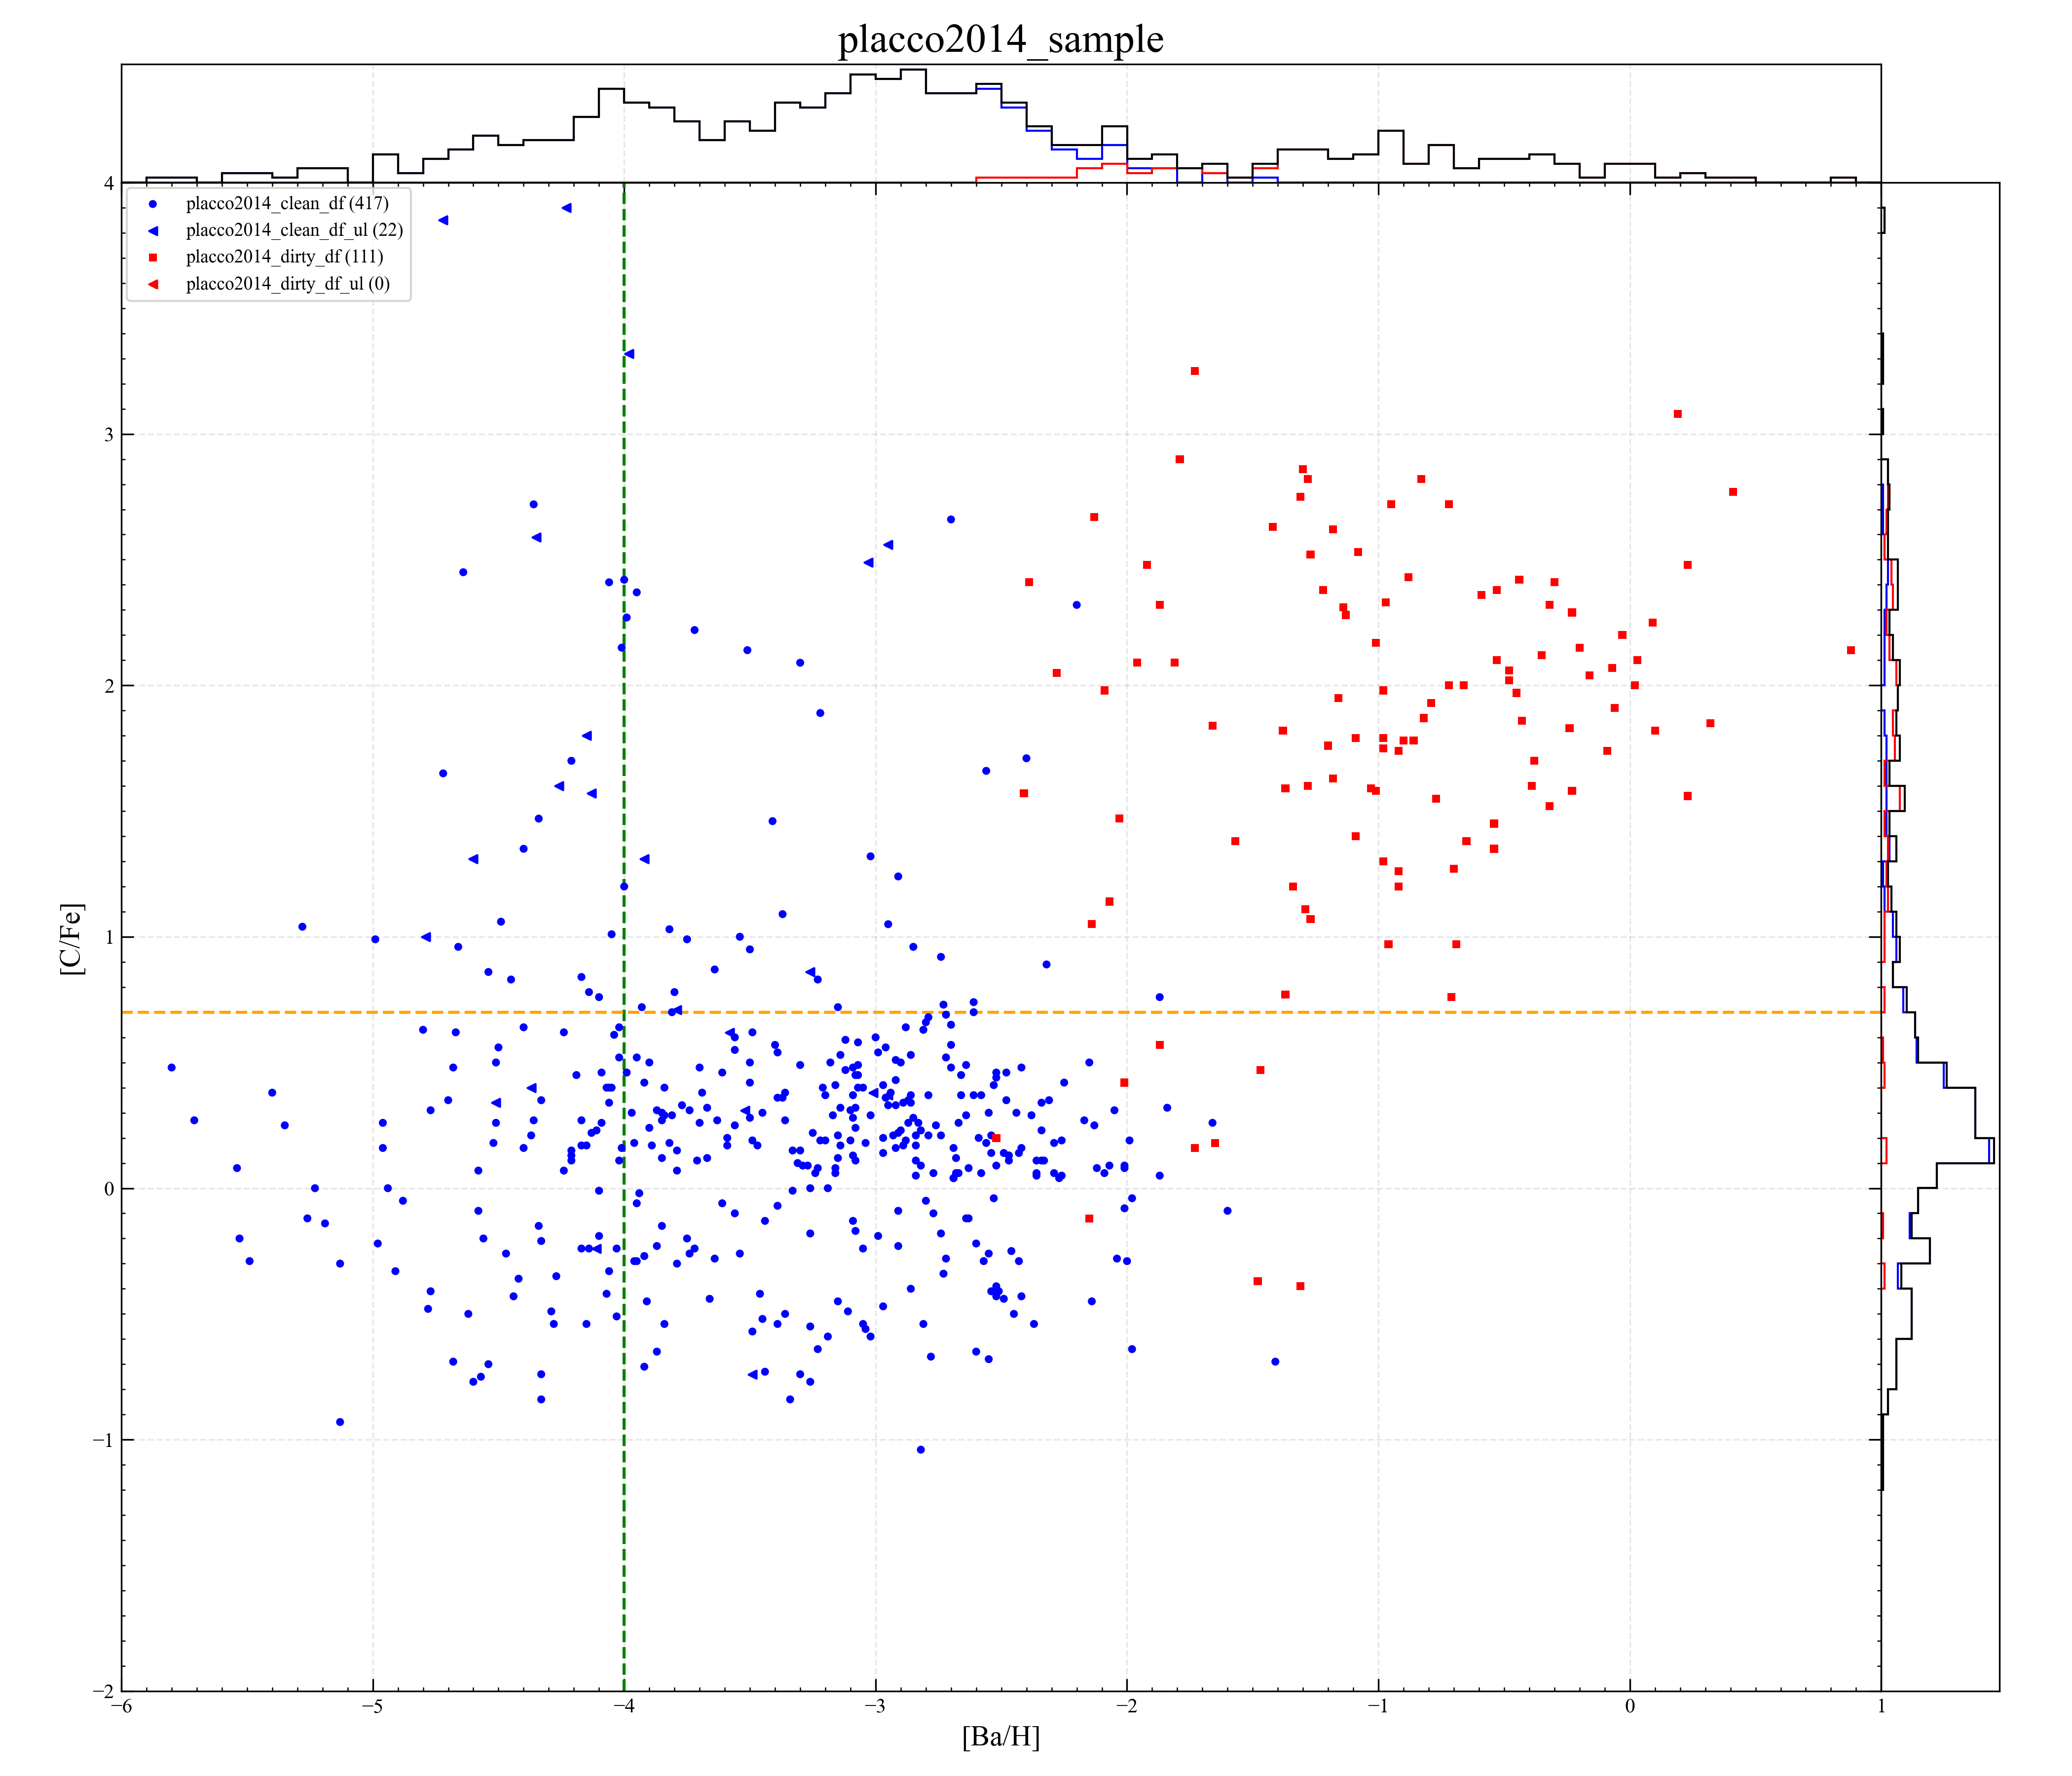 placco2014_sample
placco2014_clean_df (417)
placco2014_clean_df_ul (22)
placco2014_dirty_df (111)
placco2014_dirty_df_ul (0)
4
3
2
1
0
−1
−2
[C/Fe]
−6 −5 −4 −3 −2 −1 0 1
[Ba/H]